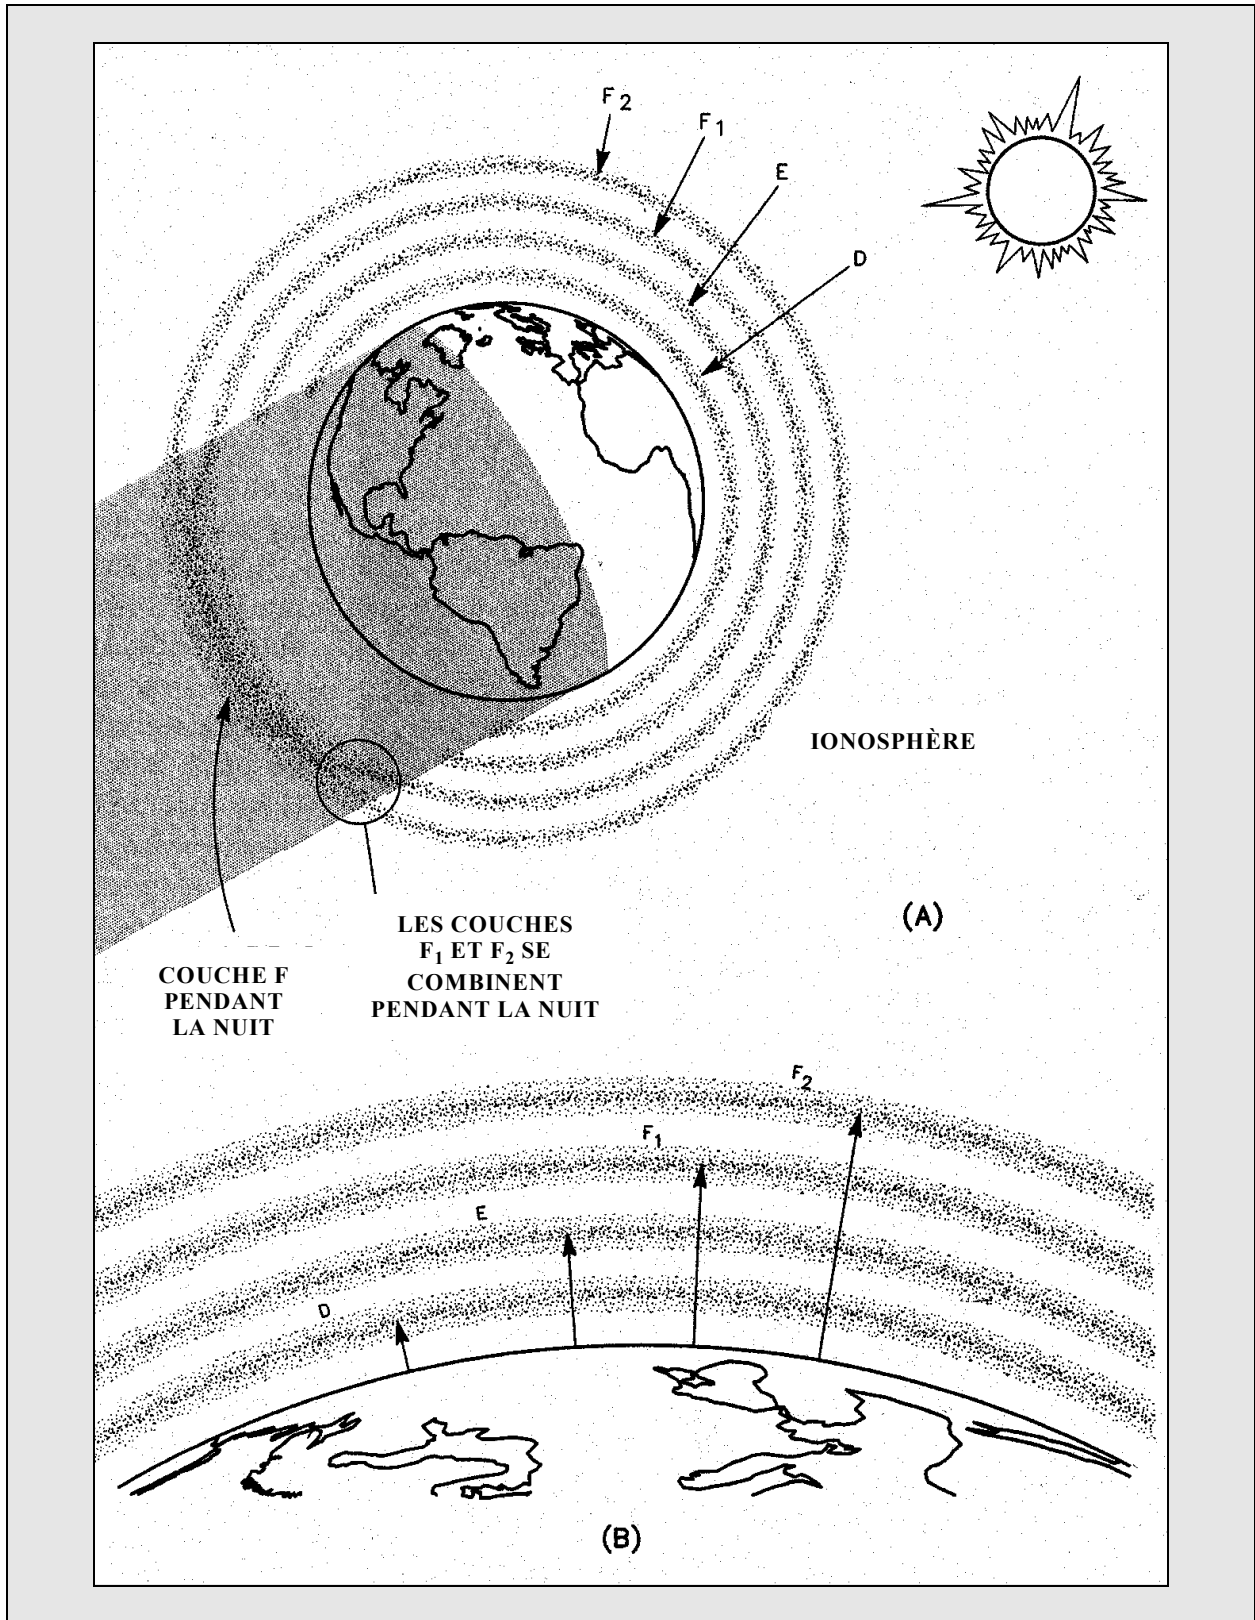 F₂
F₁
E
D
IONOSPHÈRE
(A)
LES COUCHES
F₁ ET F₂ SE
COMBINENT
PENDANT LA NUIT
COUCHE F
PENDANT
LA NUIT
F₂
F₁
E
D
(B)